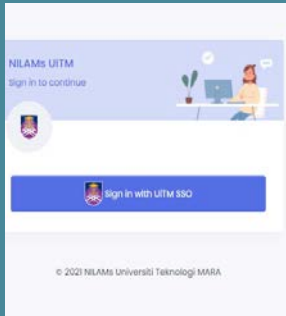 NILAMs UiTM
Sign in to continue
Sign in with UiTM SSO
© 2021 NILAMs Universiti Teknologi MARA